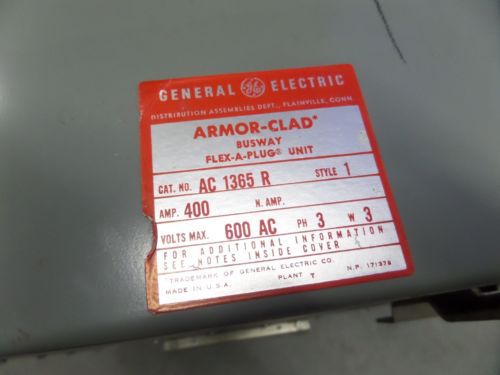 GENERAL GE ELECTRIC
DISTRIBUTION ASSEMBLIES DEPT., PLAINVILLE, CONN.
ARMOR-CLAD*
BUSWAY
FLEX-A-PLUG® UNIT
CAT. NO. AC 1365 R STYLE 1
AMP. 400 N. AMP.
VOLTS MAX. 600 AC PH 3 W 3
FOR ADDITIONAL INFORMATION
SEE NOTES INSIDE COVER
TRADEMARK OF GENERAL ELECTRIC CO.
MADE IN U.S.A. PLANT T N.P. 171378